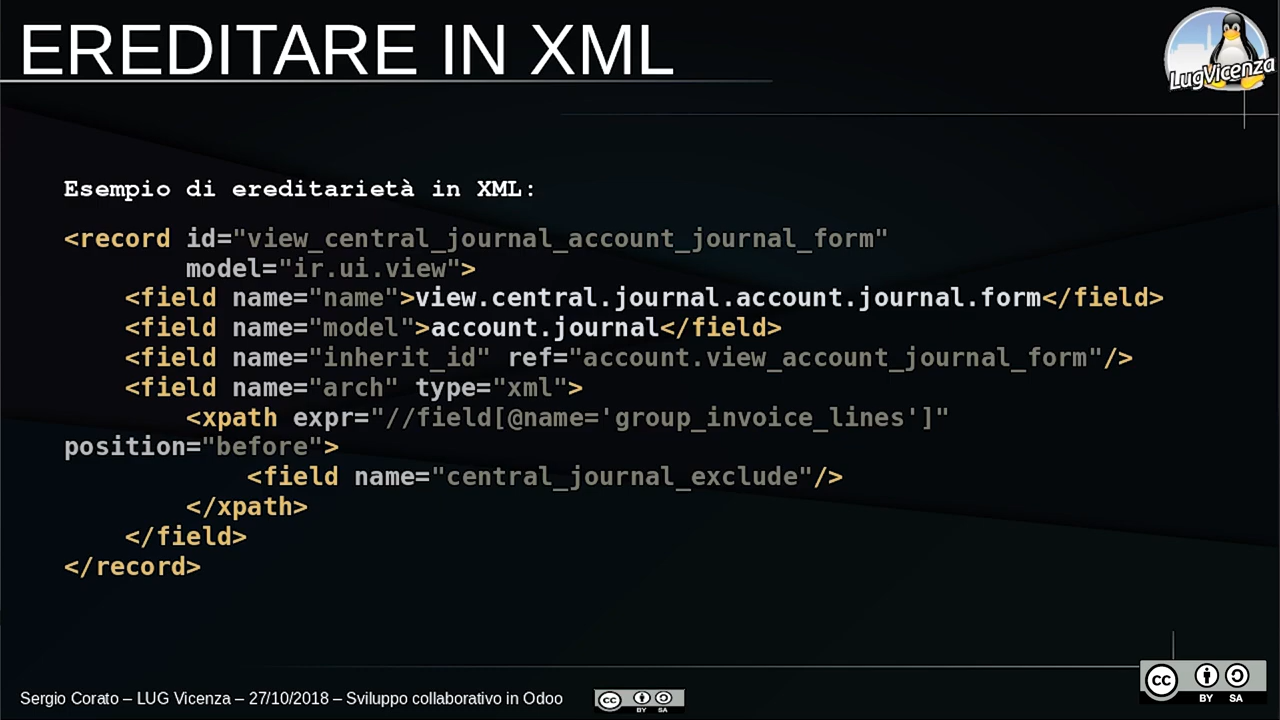 EREDITARE IN XML
LugVicenza
Esempio di ereditarietà in XML:
<record id="view_central_journal_account_journal_form"
        model="ir.ui.view">
    <field name="name">view.central.journal.account.journal.form</field>
    <field name="model">account.journal</field>
    <field name="inherit_id" ref="account.view_account_journal_form"/>
    <field name="arch" type="xml">
        <xpath expr="//field[@name='group_invoice_lines']"
position="before">
            <field name="central_journal_exclude"/>
        </xpath>
    </field>
</record>
Sergio Corato – LUG Vicenza – 27/10/2018 – Sviluppo collaborativo in Odoo
cc BY SA
cc BY SA